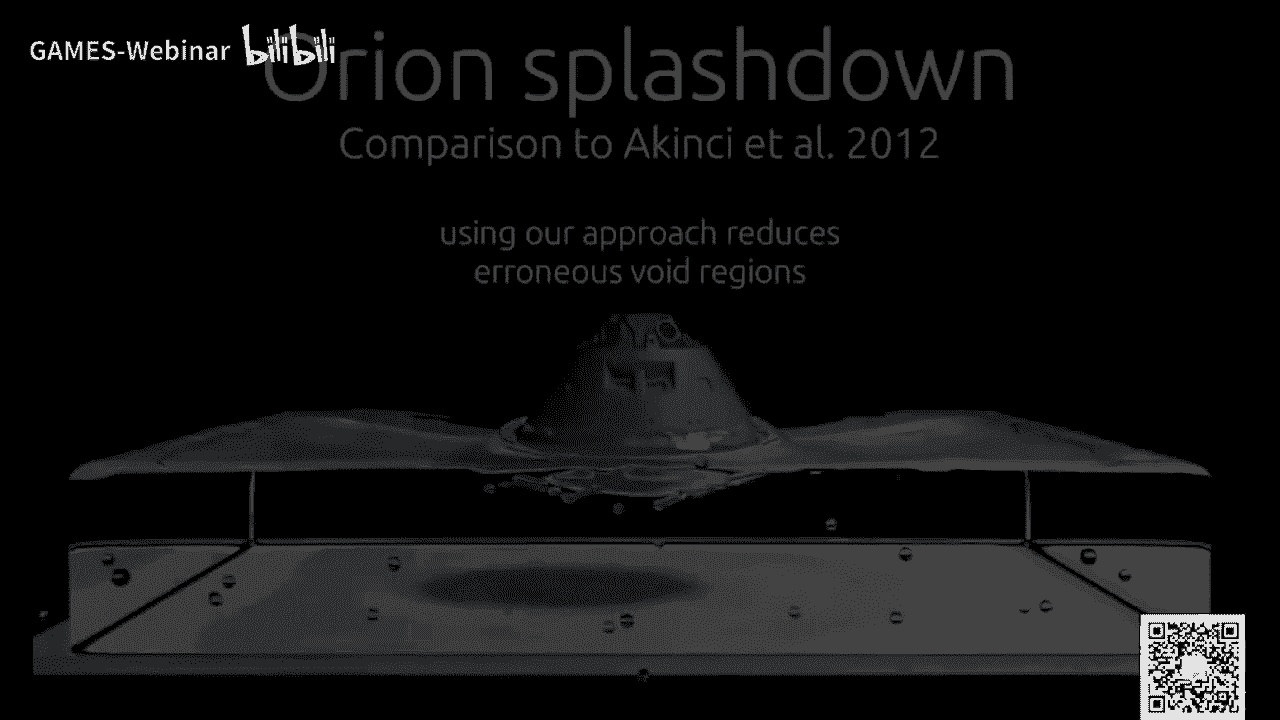 GAMES-Webinar bilibili
Orion splashdown
Comparison to Akinci et al. 2012
using our approach reduces
erroneous void regions